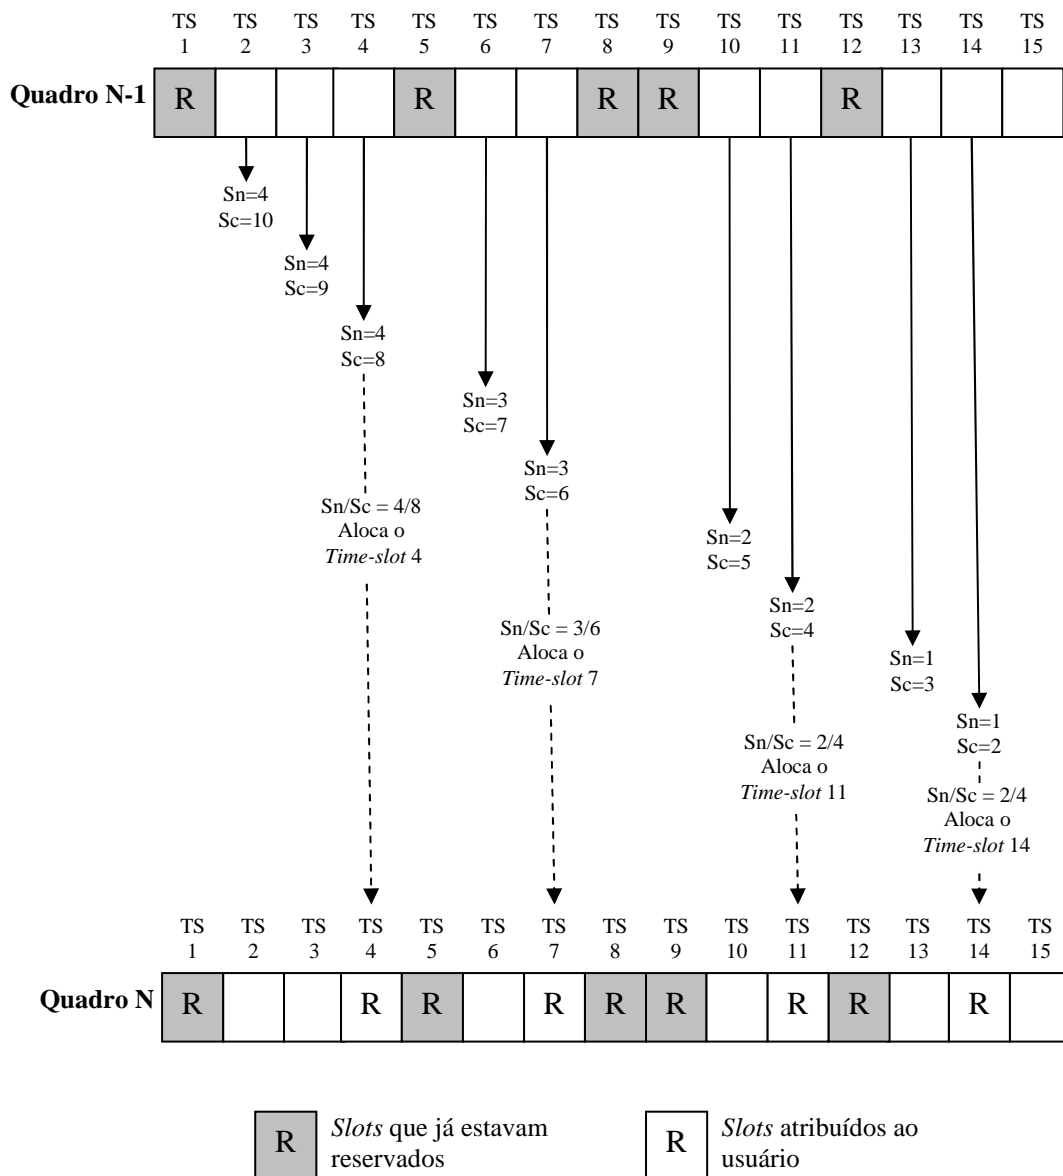 TS TS TS TS TS TS TS TS TS TS TS TS TS TS TS
1 2 3 4 5 6 7 8 9 10 11 12 13 14 15
Quadro N-1 R R R R R
Sn=4
Sc=10
Sn=4
Sc=9
Sn=4
Sc=8
Sn=3
Sc=7
Sn=3
Sc=6
Sn/Sc = 4/8
Aloca o
Time-slot 4
Sn=2
Sc=5
Sn=2
Sc=4
Sn/Sc = 3/6
Aloca o
Time-slot 7
Sn=1
Sc=3
Sn=1
Sc=2
Sn/Sc = 2/4
Aloca o
Time-slot 11
Sn/Sc = 2/4
Aloca o
Time-slot 14
TS TS TS TS TS TS TS TS TS TS TS TS TS TS TS
1 2 3 4 5 6 7 8 9 10 11 12 13 14 15
Quadro N R R R R R R R R R
R Slots que já estavam
reservados
R Slots atribuídos ao
usuário